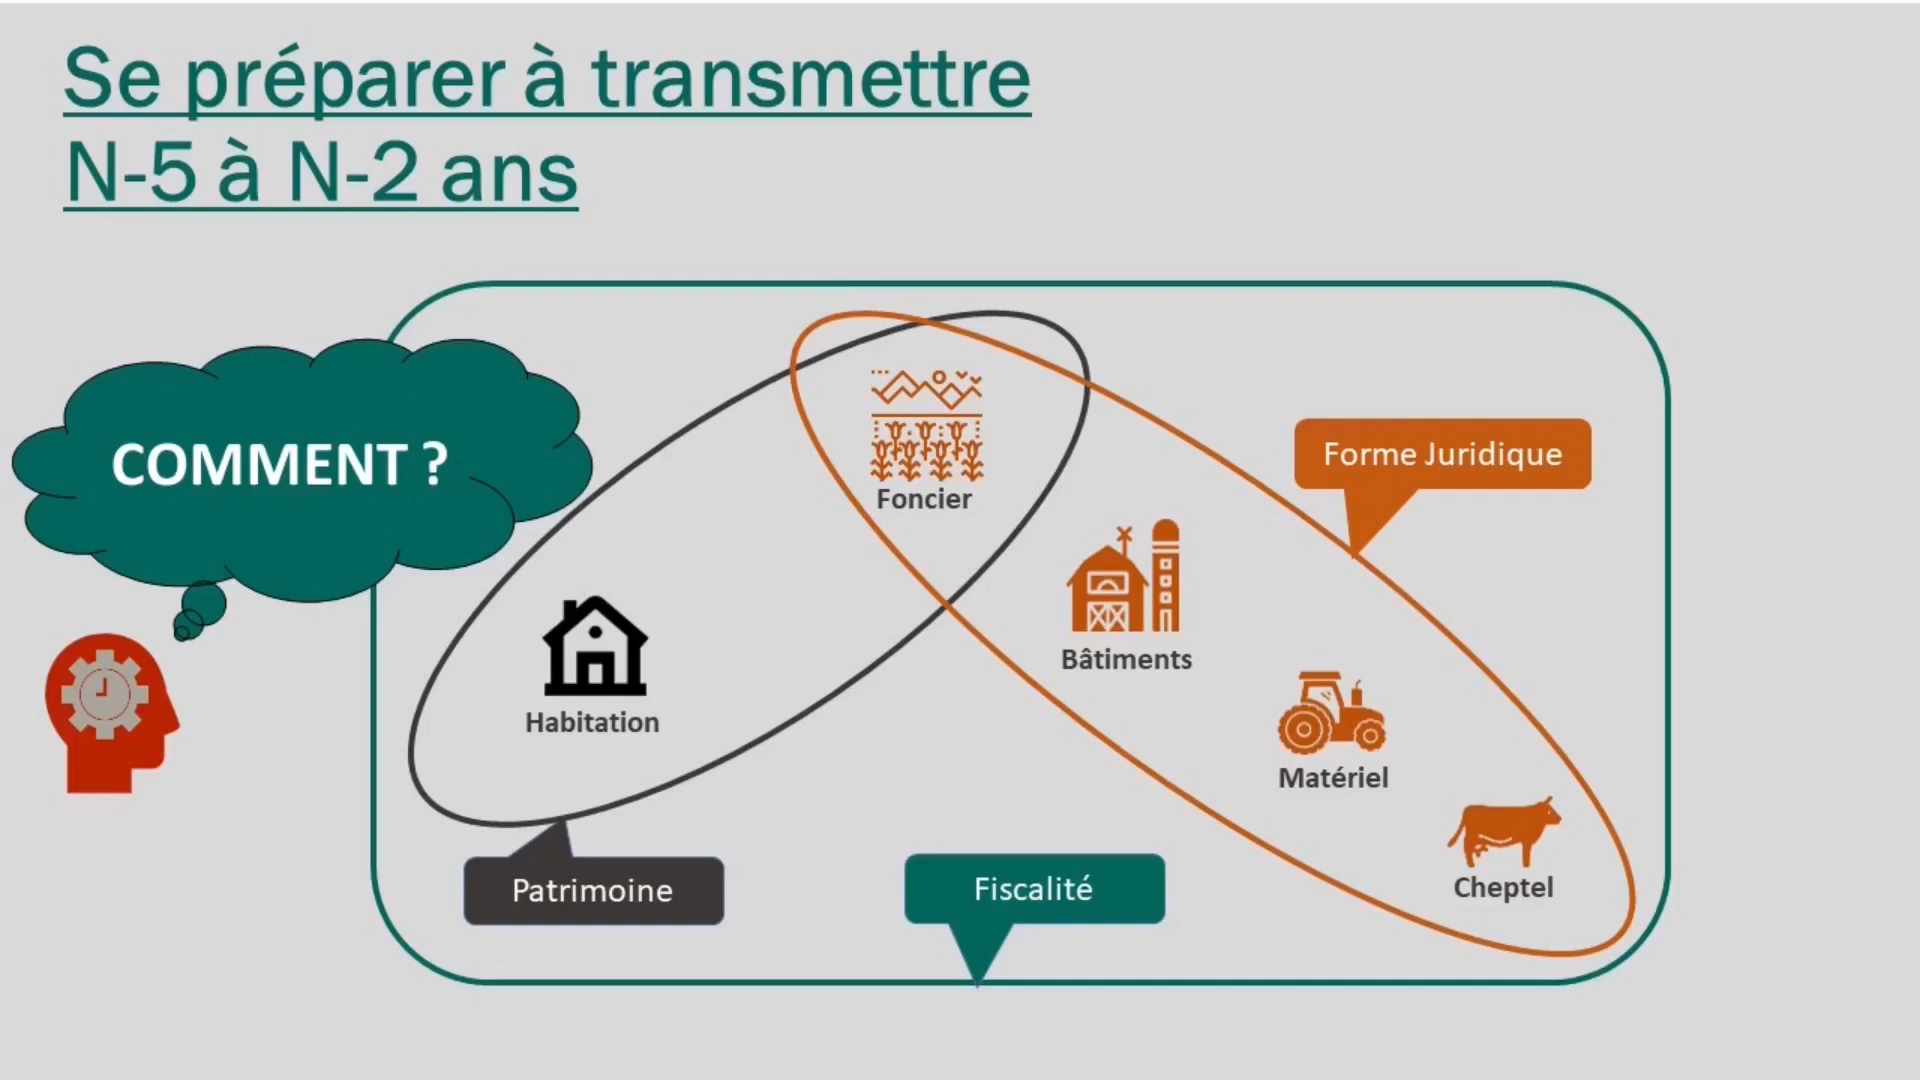 Se préparer à transmettre
N-5 à N-2 ans
COMMENT ?
Foncier
Forme Juridique
Bâtiments
Habitation
Matériel
Cheptel
Patrimoine
Fiscalité